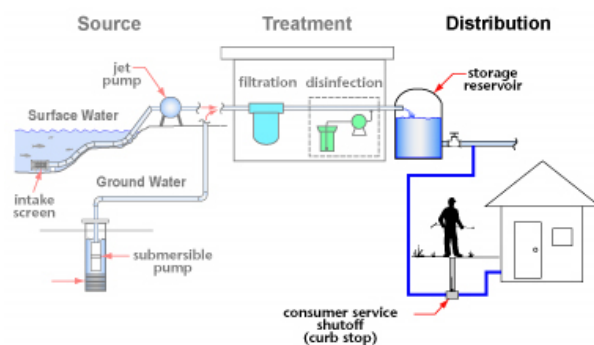 Source
Treatment
Distribution
jet
pump
filtration
disinfection
storage
reservoir
Surface Water
Ground Water
intake
screen
submersible
pump
consumer service
shutoff
(curb stop)